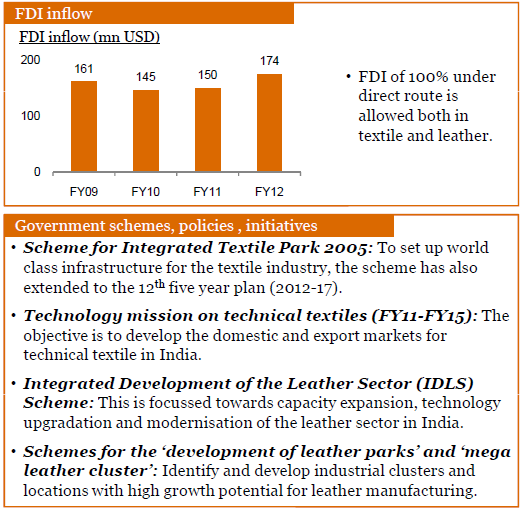 FDI inflow
FDI inflow (mn USD)
200
100
0
161
145
150
174
FY09
FY10
FY11
FY12
• FDI of 100% under
direct route is
allowed both in
textile and leather.
Government schemes, policies , initiatives
• Scheme for Integrated Textile Park 2005: To set up world
class infrastructure for the textile industry, the scheme has also
extended to the 12th five year plan (2012-17).
• Technology mission on technical textiles (FY11-FY15): The
objective is to develop the domestic and export markets for
technical textile in India.
• Integrated Development of the Leather Sector (IDLS)
Scheme: This is focussed towards capacity expansion, technology
upgradation and modernisation of the leather sector in India.
• Schemes for the ‘development of leather parks’ and ‘mega
leather cluster’: Identify and develop industrial clusters and
locations with high growth potential for leather manufacturing.